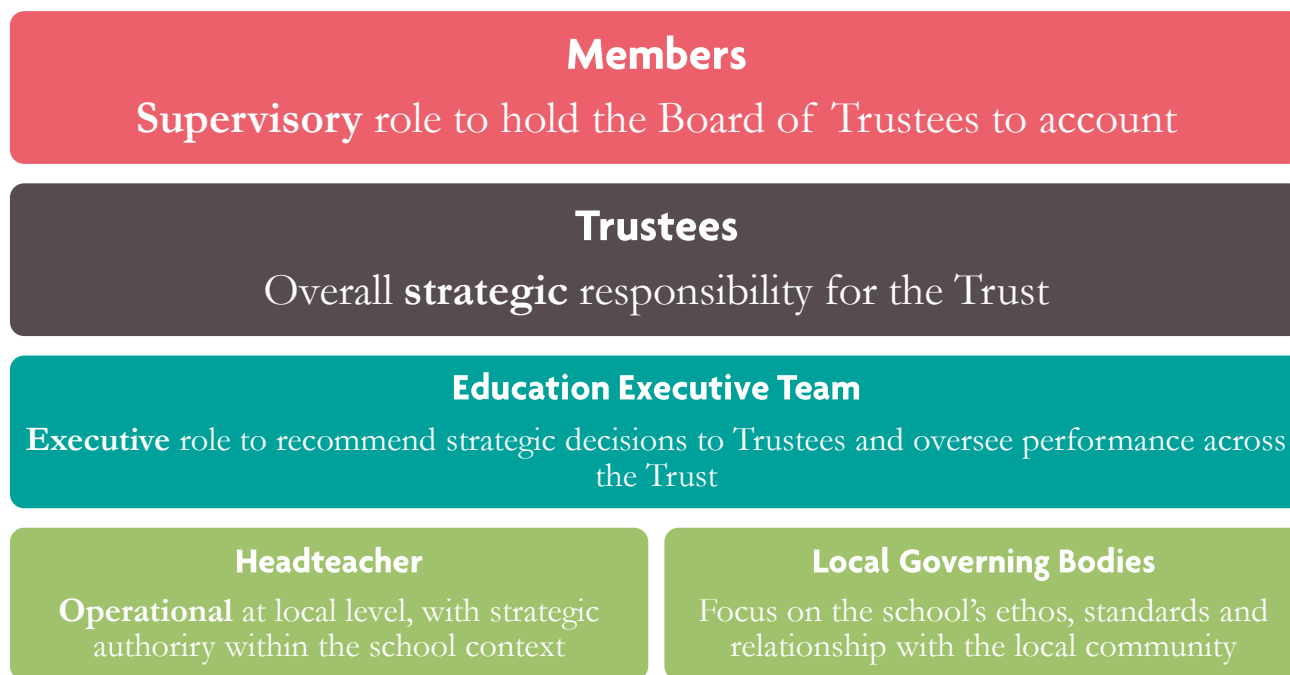 Members
Supervisory role to hold the Board of Trustees to account
Trustees
Overall strategic responsibility for the Trust
Education Executive Team
Executive role to recommend strategic decisions to Trustees and oversee performance across
the Trust
Headteacher
Operational at local level, with strategic
authoriry within the school context
Local Governing Bodies
Focus on the school’s ethos, standards and
relationship with the local community